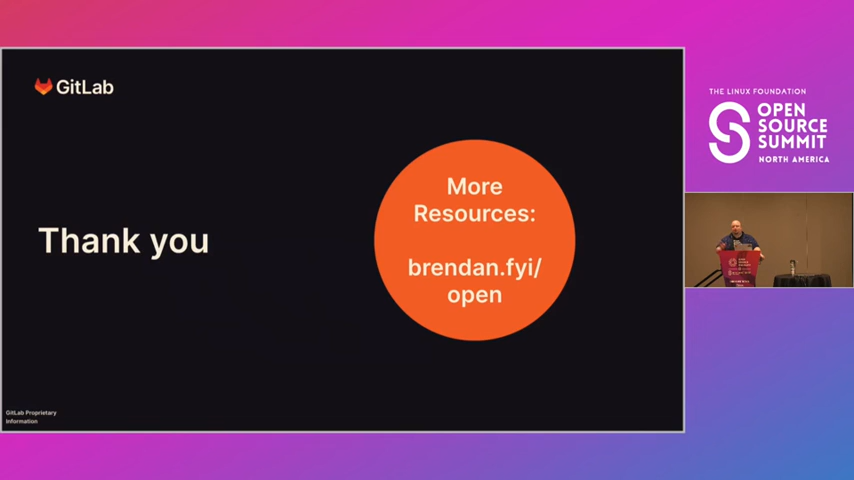 GitLab
Thank you
More
Resources:
brendan.fyi/
open
GitLab Proprietary
Information
THE LINUX FOUNDATION
OPEN
SOURCE
SUMMIT
NORTH AMERICA